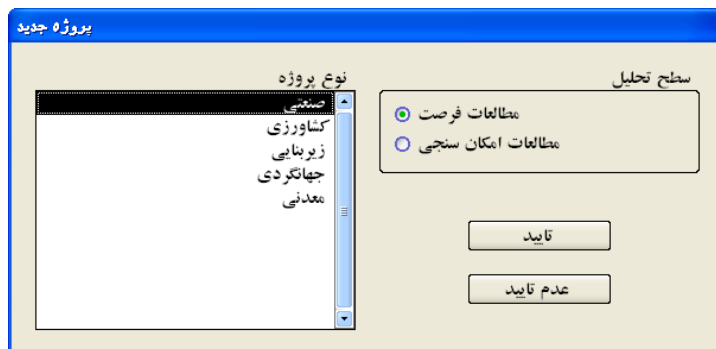 پروژه جدید
سطح تحلیل
مطالعات فرصت
مطالعات امکان سنجی
نوع پروژه
صنعتی
کشاورزی
زیربنایی
جهانگردی
معدنی
تایید
عدم تایید